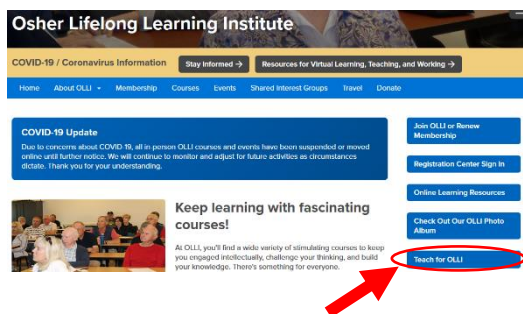 Osher Lifelong Learning Institute
COVID-19 / Coronavirus Information
Stay Informed →
Resources for Virtual Learning, Teaching, and Working →
Home
About OLLI
Membership
Courses
Events
Shared Interest Groups
Travel
Donate
COVID-19 Update
Due to concerns about COVID 19, all in person OLLI courses and events have been suspended or moved
online until further notice. We will continue to monitor and adjust for future activities as circumstances
dictate. Thank you for your understanding.
Keep learning with fascinating
courses!
At OLLI, you'll find a wide variety of stimulating courses to keep
you engaged intellectually, challenge your thinking, and build
your knowledge. There's something for everyone.
Join OLLI or Renew
Membership
Registration Center Sign In
Online Learning Resources
Check Out Our OLLI Photo
Album
Teach for OLLI